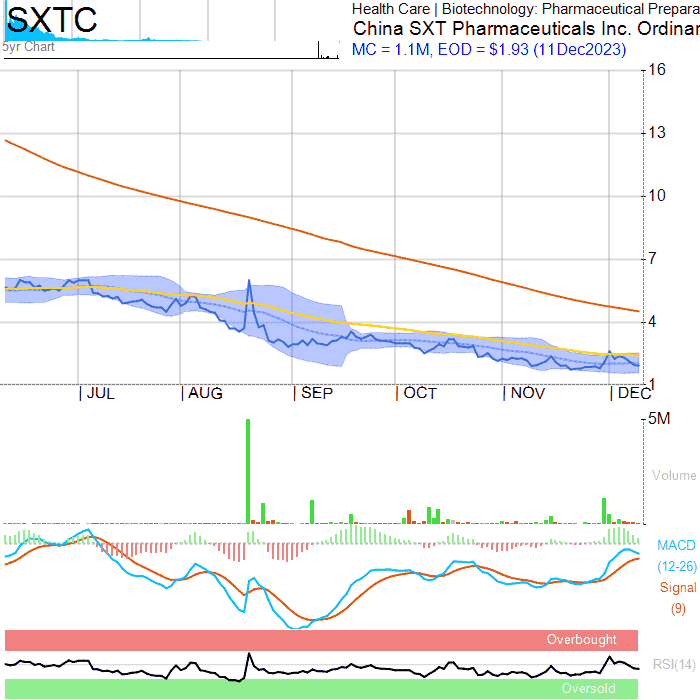 SXTC
Health Care | Biotechnology: Pharmaceutical Prepara
China SXT Pharmaceuticals Inc. Ordinar
5yr Chart
MC = 1.1M, EOD = $1.93 (11Dec2023)
16
13
10
7
4
1
| JUL
| AUG
| SEP
| OCT
| NOV
| DEC
5M
Volume
MACD
(12-26)
Signal
(9)
Overbought
RSI(14)
Oversold